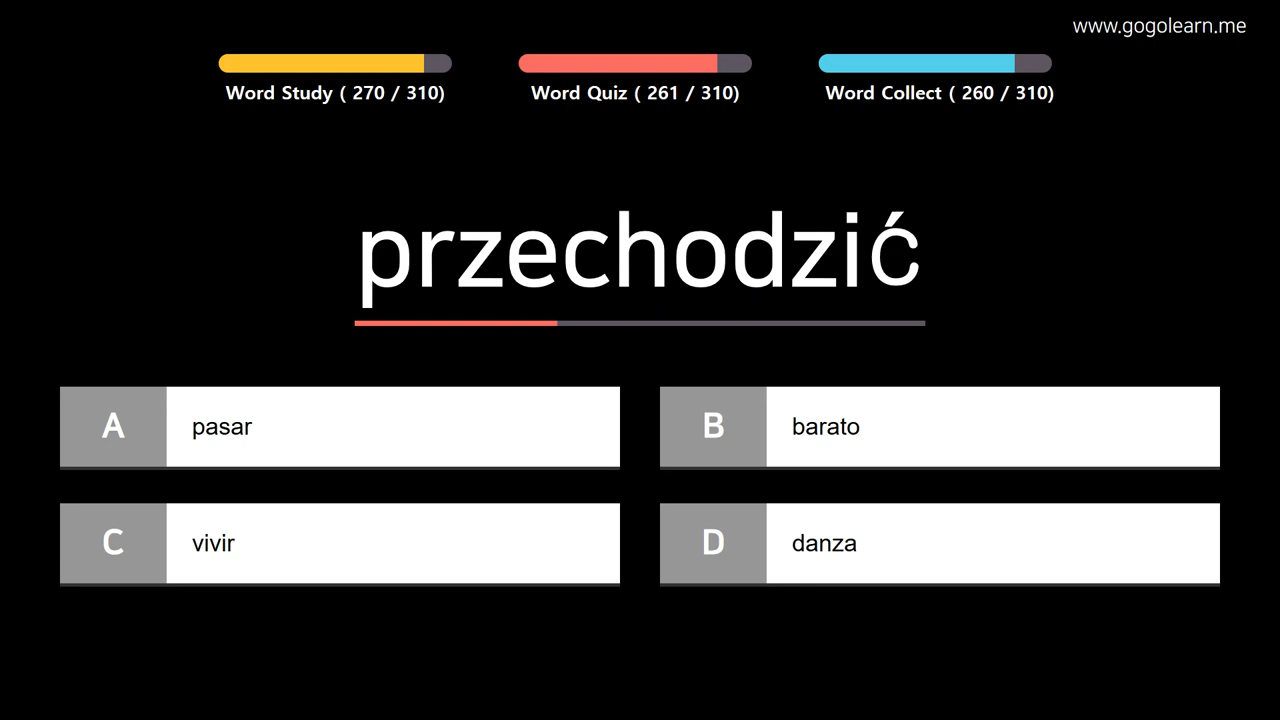 www.gogolearn.me
Word Study ( 270 / 310)
Word Quiz ( 261 / 310)
Word Collect ( 260 / 310)
przechodzić
A pasar
B barato
C vivir
D danza